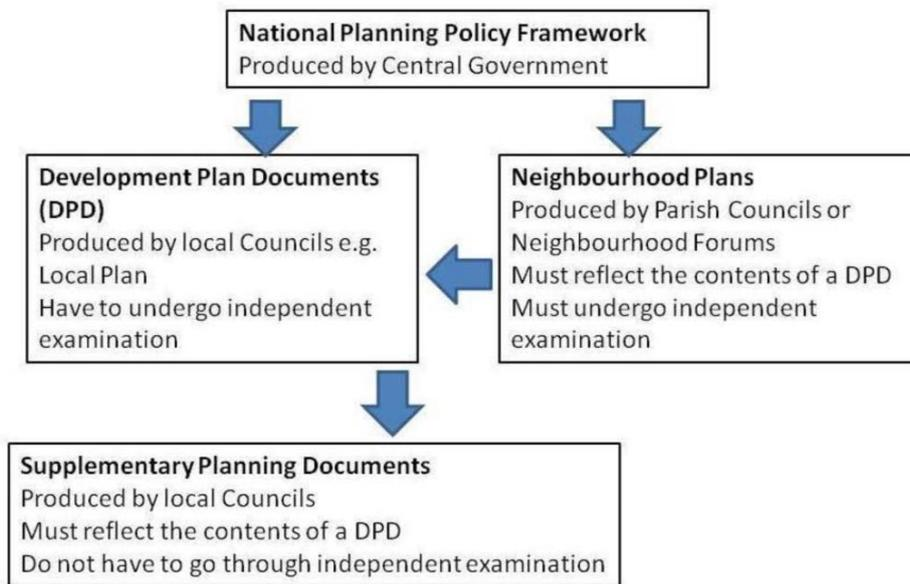 National Planning Policy Framework
Produced by Central Government
Development Plan Documents
(DPD)
Produced by local Councils e.g.
Local Plan
Have to undergo independent
examination
Neighbourhood Plans
Produced by Parish Councils or
Neighbourhood Forums
Must reflect the contents of a DPD
Must undergo independent
examination
Supplementary Planning Documents
Produced by local Councils
Must reflect the contents of a DPD
Do not have to go through independent examination